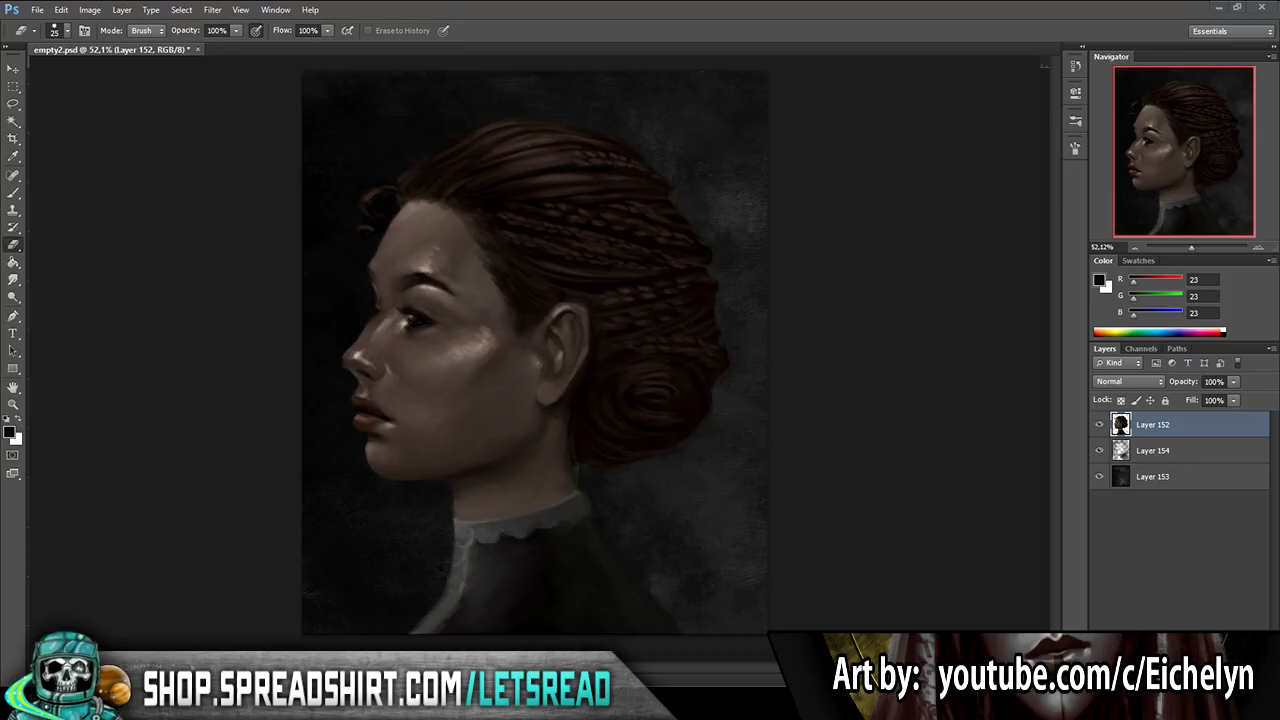 Ps File Edit Image Layer Type Select Filter View Window Help
25 Mode: Brush Opacity: 100% Flow: 100% Erase to History Essentials
empty2.psd @ 52,1% (Layer 152, RGB/8) * ×
Navigator
52,12%
Color Swatches
R 23
G 23
B 23
Layers Channels Paths
Kind
Normal Opacity: 100%
Lock: Fill: 100%
Layer 152
Layer 154
Layer 153
SHOP.SPREADSHIRT.COM/LETSREAD
Art by: youtube.com/c/Eichelyn